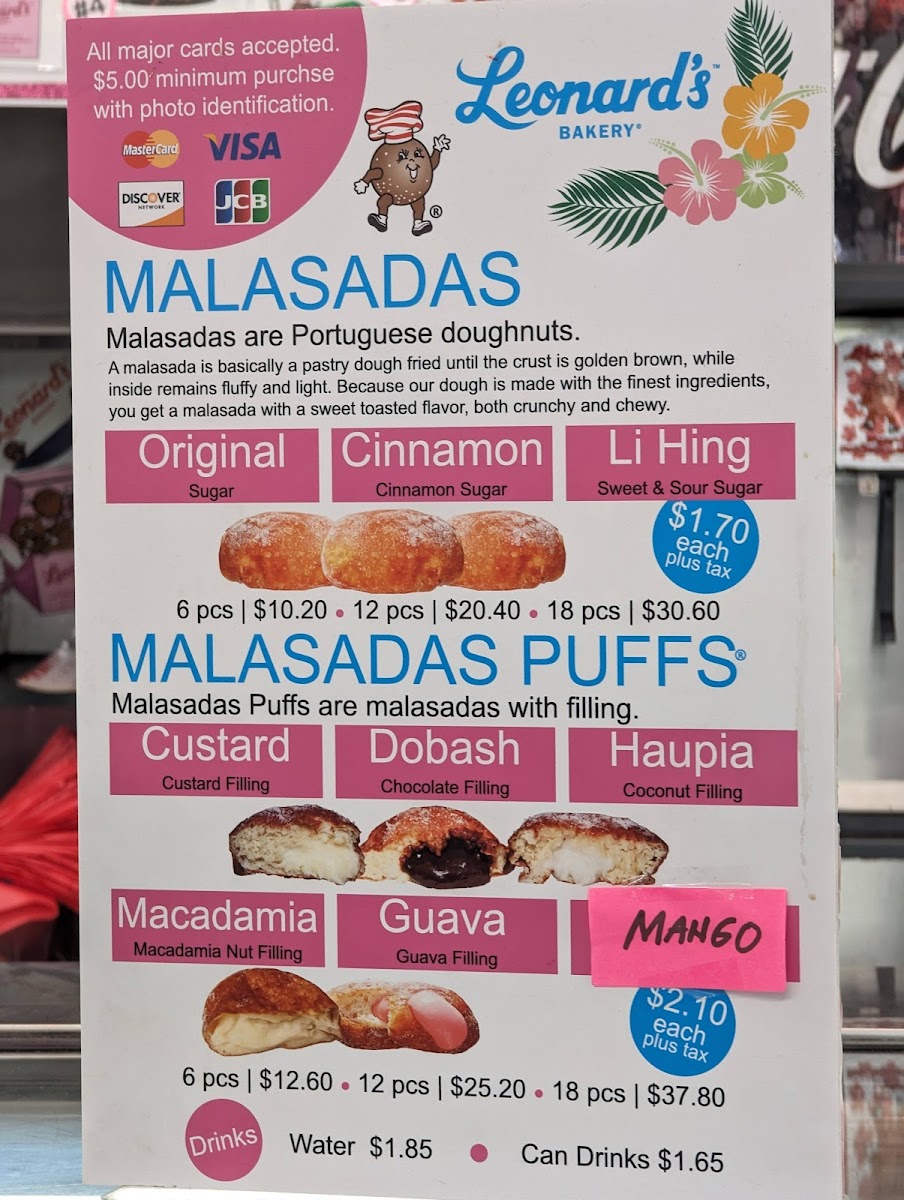 All major cards accepted.
$5.00 minimum purchse
with photo identification.
MasterCard VISA
DISCOVER NETWORK JCB
Leonard's™
BAKERY®
®
MALASADAS
Malasadas are Portuguese doughnuts.
A malasada is basically a pastry dough fried until the crust is golden brown, while
inside remains fluffy and light. Because our dough is made with the finest ingredients,
you get a malasada with a sweet toasted flavor, both crunchy and chewy.
Original Cinnamon Li Hing
Sugar Cinnamon Sugar Sweet & Sour Sugar
$1.70
each
plus tax
6 pcs | $10.20 • 12 pcs | $20.40 • 18 pcs | $30.60
MALASADAS PUFFS®
Malasadas Puffs are malasadas with filling.
Custard Dobash Haupia
Custard Filling Chocolate Filling Coconut Filling
Macadamia Guava MANGO
Macadamia Nut Filling Guava Filling
$2.10
each
plus tax
6 pcs | $12.60 • 12 pcs | $25.20 • 18 pcs | $37.80
Drinks Water $1.85 • Can Drinks $1.65